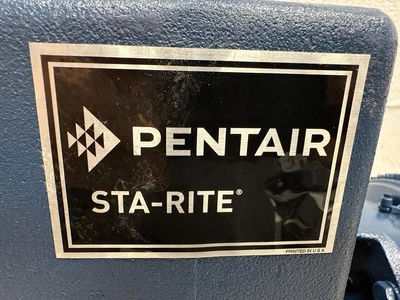 PENTAIR
STA-RITE®
PRINTED IN U S A